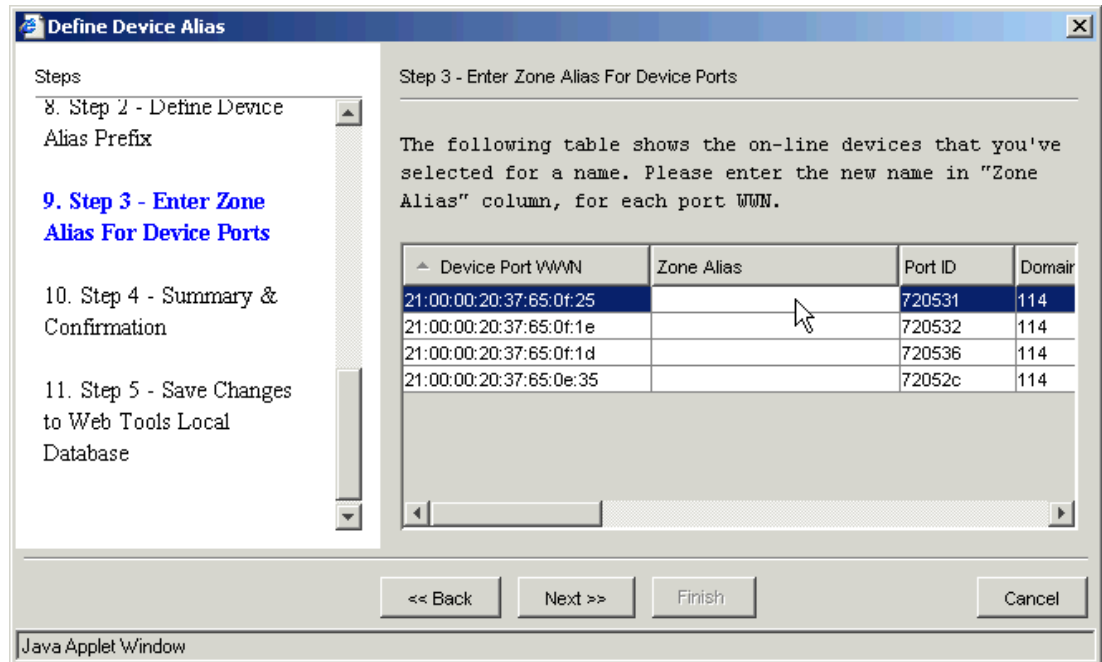 Define Device Alias
Steps
8. Step 2 - Define Device
Alias Prefix
9. Step 3 - Enter Zone
Alias For Device Ports
10. Step 4 - Summary &
Confirmation
11. Step 5 - Save Changes
to Web Tools Local
Database
Step 3 - Enter Zone Alias For Device Ports
The following table shows the on-line devices that you've
selected for a name. Please enter the new name in "Zone
Alias" column, for each port WWN.
Device Port WWN Zone Alias Port ID Domain
21:00:00:20:37:65:0f:25 720531 114
21:00:00:20:37:65:0f:1e 720532 114
21:00:00:20:37:65:0f:1d 720536 114
21:00:00:20:37:65:0e:35 72052c 114
<< Back Next >> Finish Cancel
Java Applet Window